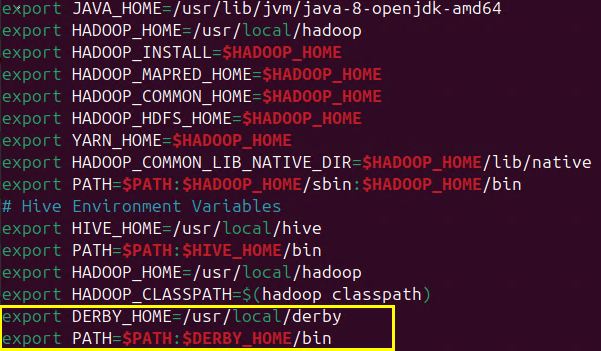 export JAVA_HOME=/usr/lib/jvm/java-8-openjdk-amd64
export HADOOP_HOME=/usr/local/hadoop
export HADOOP_INSTALL=$HADOOP_HOME
export HADOOP_MAPRED_HOME=$HADOOP_HOME
export HADOOP_COMMON_HOME=$HADOOP_HOME
export HADOOP_HDFS_HOME=$HADOOP_HOME
export YARN_HOME=$HADOOP_HOME
export HADOOP_COMMON_LIB_NATIVE_DIR=$HADOOP_HOME/lib/native
export PATH=$PATH:$HADOOP_HOME/sbin:$HADOOP_HOME/bin
# Hive Environment Variables
export HIVE_HOME=/usr/local/hive
export PATH=$PATH:$HIVE_HOME/bin
export HADOOP_HOME=/usr/local/hadoop
export HADOOP_CLASSPATH=$(hadoop classpath)
export DERBY_HOME=/usr/local/derby
export PATH=$PATH:$DERBY_HOME/bin